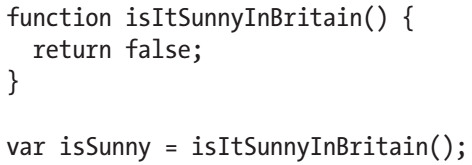 function isItSunnyInBritain() {
  return false;
}

var isSunny = isItSunnyInBritain();